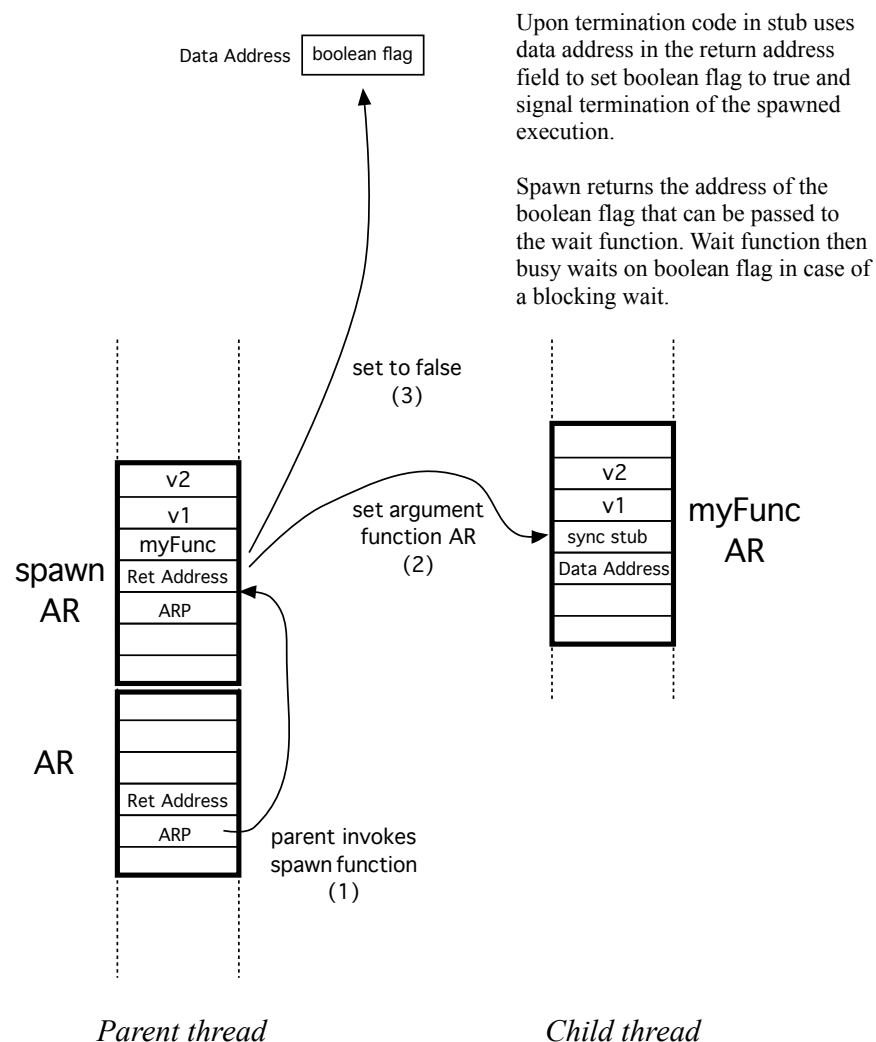 Data Address
boolean flag
Upon termination code in stub uses
data address in the return address
field to set boolean flag to true and
signal termination of the spawned
execution.
Spawn returns the address of the
boolean flag that can be passed to
the wait function. Wait function then
busy waits on boolean flag in case of
a blocking wait.
set to false
(3)
v2
v1
myFunc
Ret Address
ARP
spawn
AR
set argument
function AR
(2)
v2
v1
sync stub
Data Address
myFunc
AR
AR
Ret Address
ARP
parent invokes
spawn function
(1)
Parent thread
Child thread